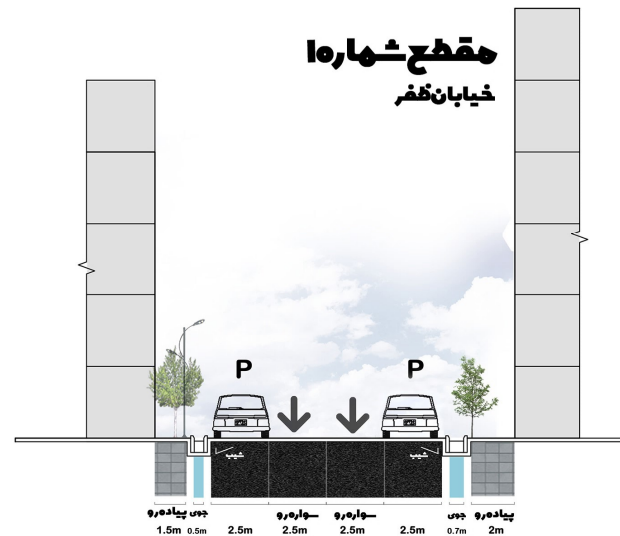 مقطع شماره۱
خیابان ظفر
P P
شیب شیب
پیاده‌رو جوی سواره‌رو سواره‌رو جوی پیاده‌رو
1.5m 0.5m 2.5m 2.5m 2.5m 2.5m 0.7m 2m